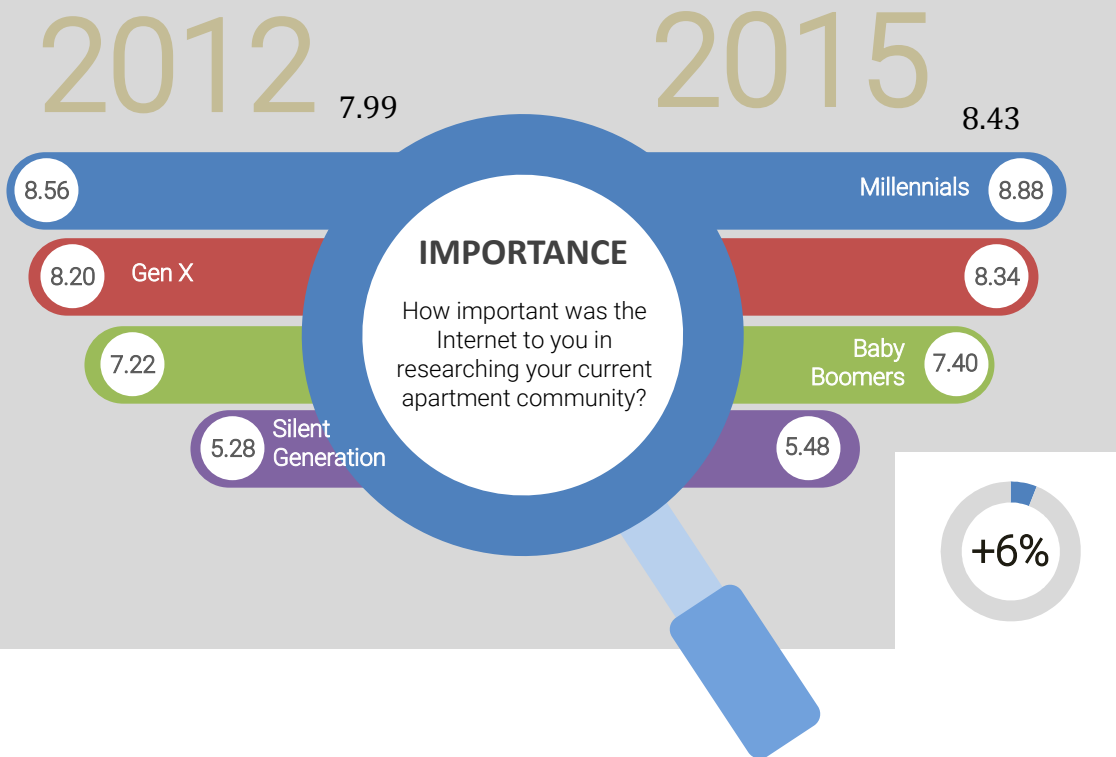 2012
7.99
2015
8.43
8.56
Millennials
8.88
8.20
Gen X
8.34
7.22
Baby
Boomers
7.40
5.28
Silent
Generation
5.48
IMPORTANCE
How important was the
Internet to you in
researching your current
apartment community?
+6%